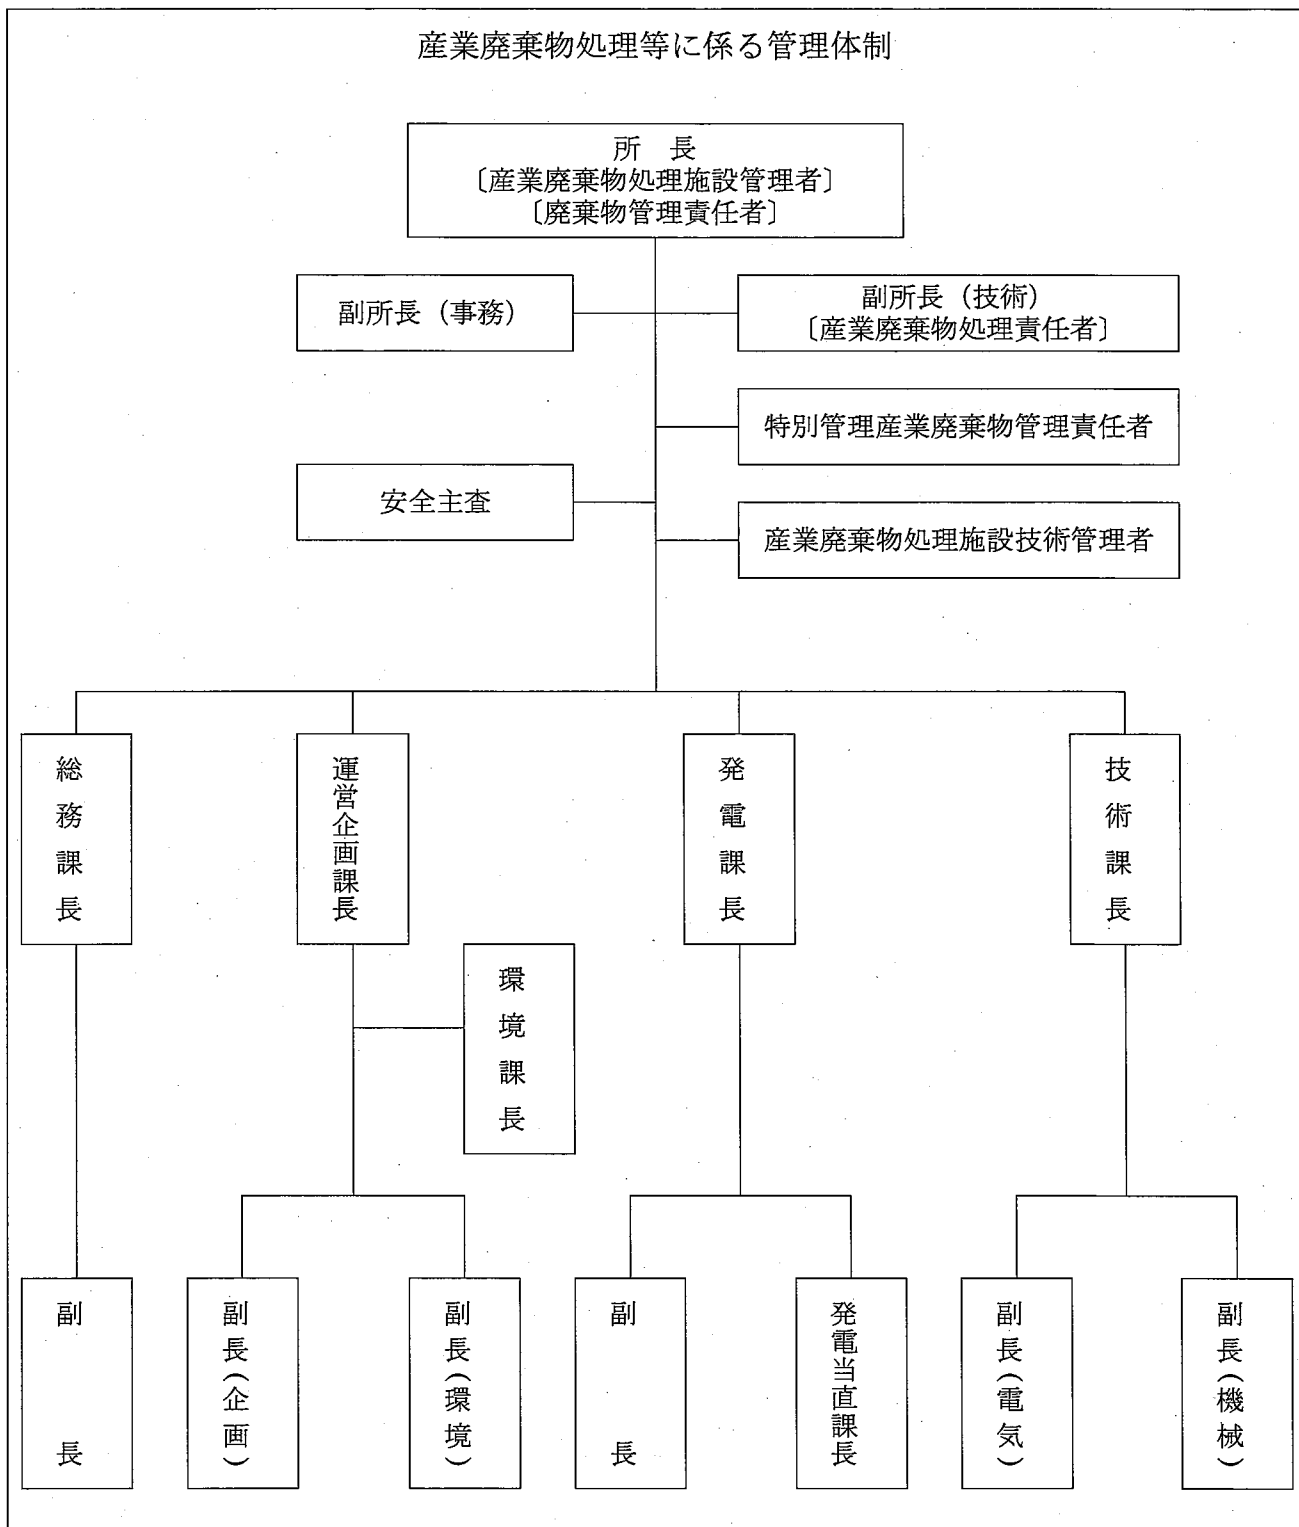 産業廃棄物処理等に係る管理体制
所 長
〔産業廃棄物処理施設管理者〕
〔廃棄物管理責任者〕
副所長（事務）
副所長（技術）
〔産業廃棄物処理責任者〕
特別管理産業廃棄物管理責任者
安全主査
産業廃棄物処理施設技術管理者
総務課長
運営企画課長
発電課長
技術課長
環境課長
副長
副長（企画）
副長（環境）
副長
発電当直課長
副長（電気）
副長（機械）